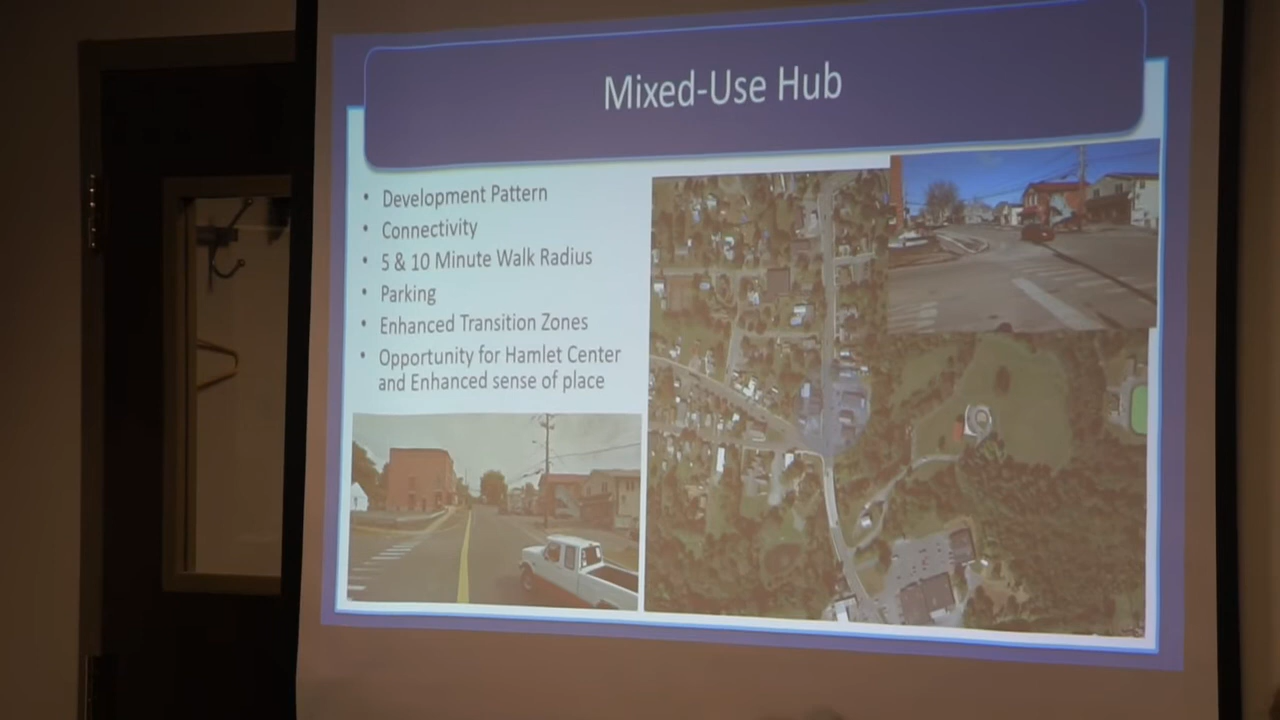 Mixed-Use Hub
• Development Pattern
• Connectivity
• 5 & 10 Minute Walk Radius
• Parking
• Enhanced Transition Zones
• Opportunity for Hamlet Center
and Enhanced sense of place